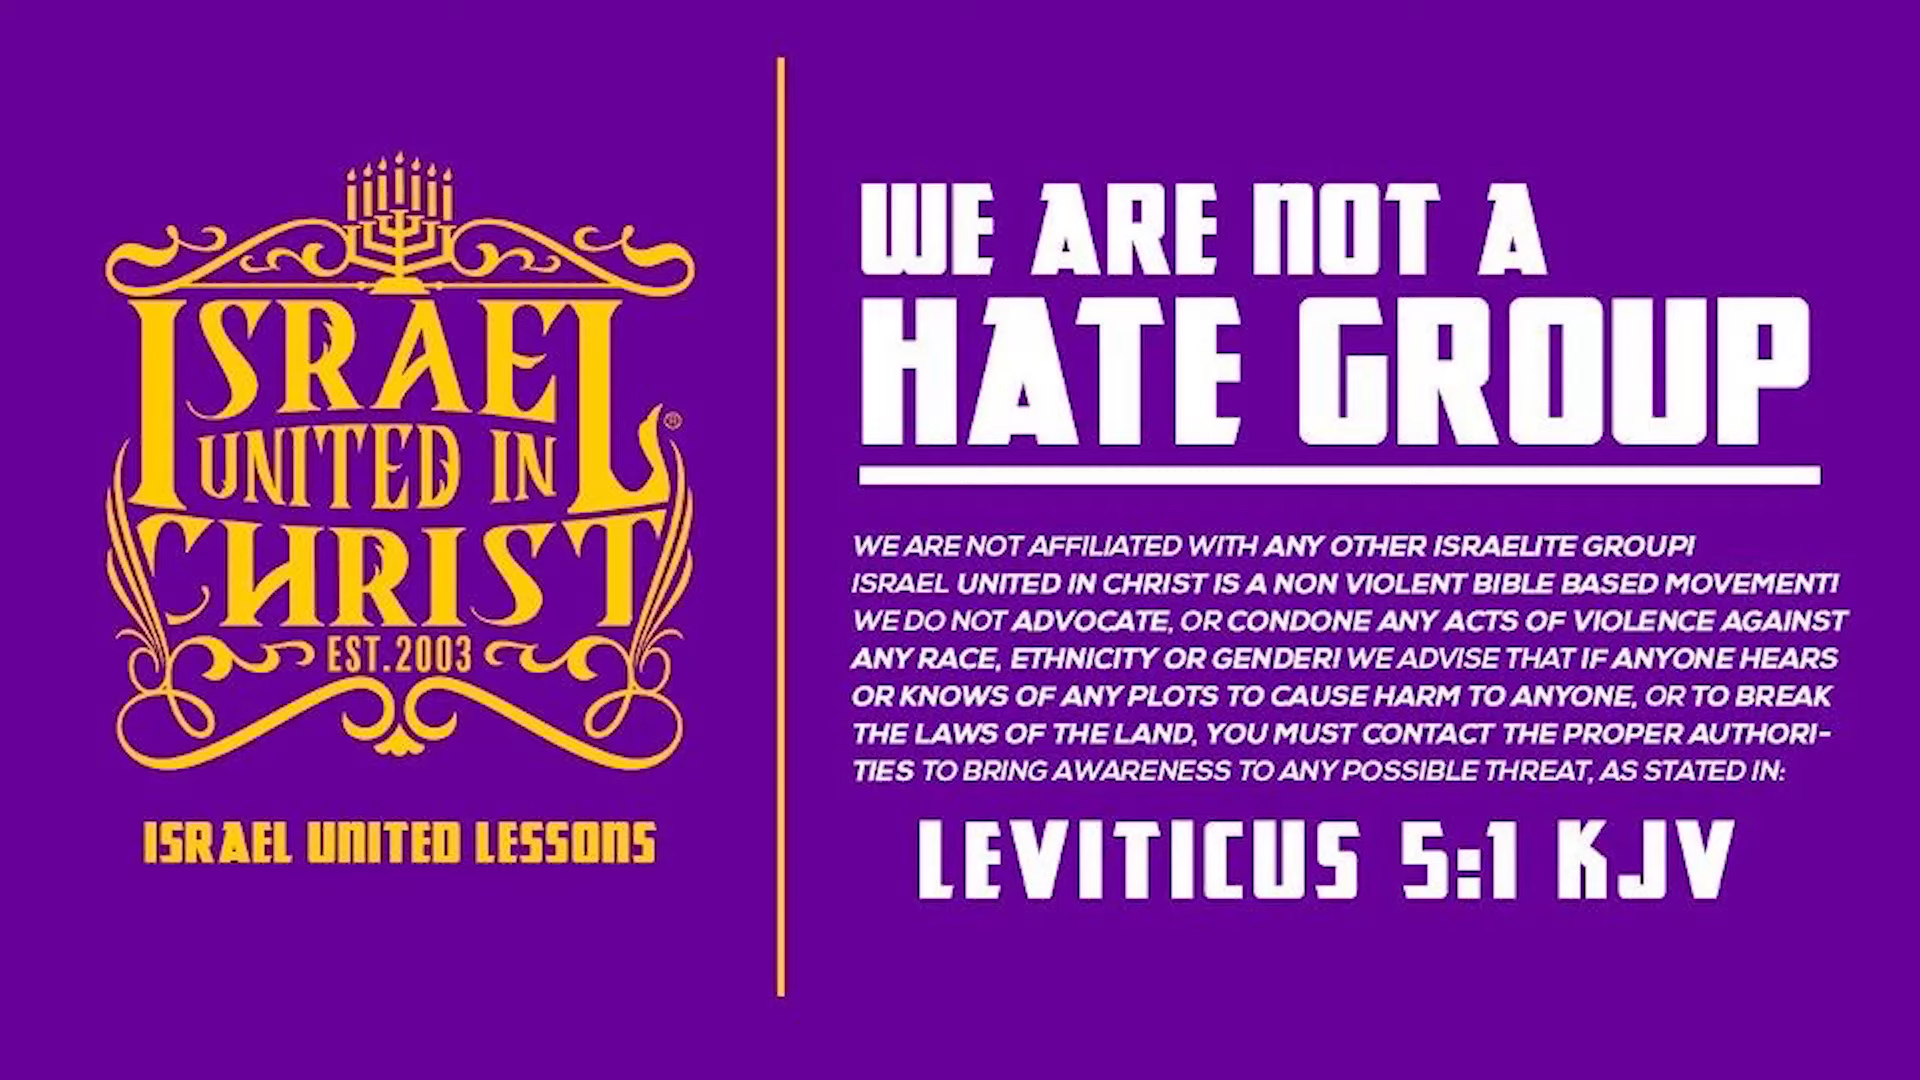 ISRAEL
UNITED IN
CHRIST
®
EST.2003
ISRAEL UNITED LESSONS
WE ARE NOT A
HATE GROUP
WE ARE NOT AFFILIATED WITH ANY OTHER ISRAELITE GROUP!
ISRAEL UNITED IN CHRIST IS A NON VIOLENT BIBLE BASED MOVEMENT!
WE DO NOT ADVOCATE, OR CONDONE ANY ACTS OF VIOLENCE AGAINST
ANY RACE, ETHNICITY OR GENDER! WE ADVISE THAT IF ANYONE HEARS
OR KNOWS OF ANY PLOTS TO CAUSE HARM TO ANYONE, OR TO BREAK
THE LAWS OF THE LAND, YOU MUST CONTACT THE PROPER AUTHORI-
TIES TO BRING AWARENESS TO ANY POSSIBLE THREAT, AS STATED IN:
LEVITICUS 5:1 KJV